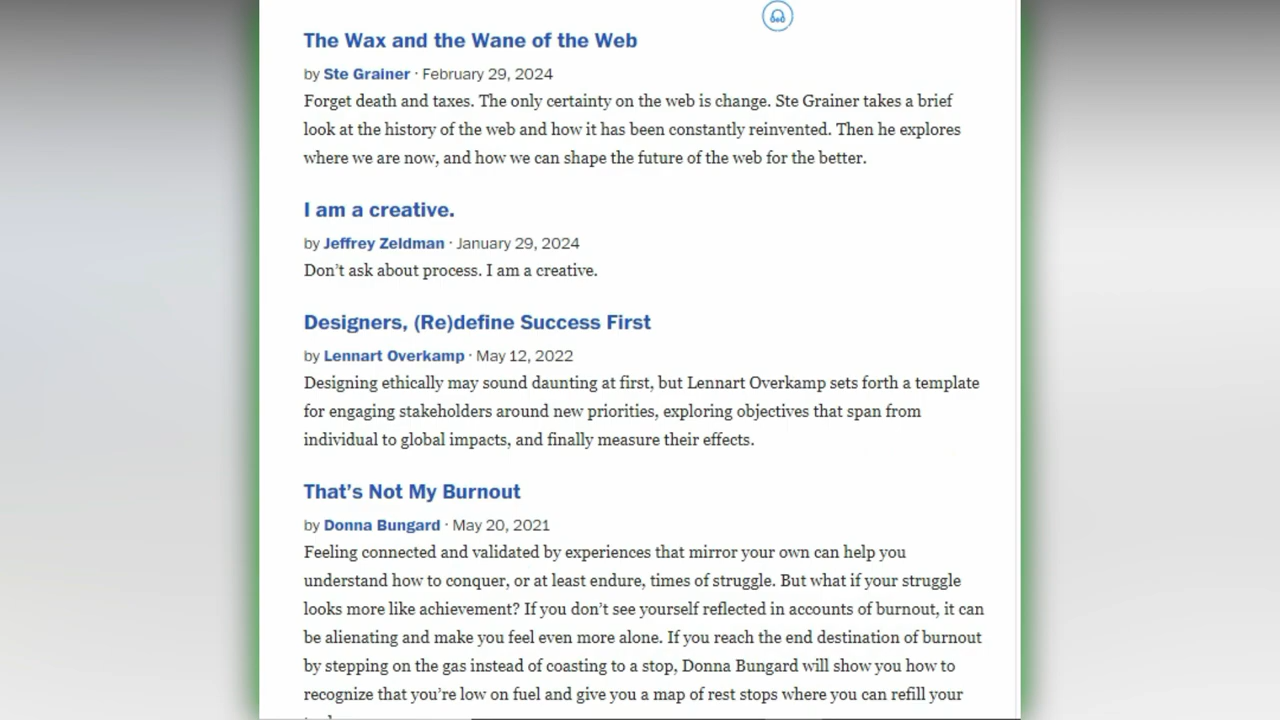 The Wax and the Wane of the Web
by Ste Grainer · February 29, 2024
Forget death and taxes. The only certainty on the web is change. Ste Grainer takes a brief
look at the history of the web and how it has been constantly reinvented. Then he explores
where we are now, and how we can shape the future of the web for the better.
I am a creative.
by Jeffrey Zeldman · January 29, 2024
Don’t ask about process. I am a creative.
Designers, (Re)define Success First
by Lennart Overkamp · May 12, 2022
Designing ethically may sound daunting at first, but Lennart Overkamp sets forth a template
for engaging stakeholders around new priorities, exploring objectives that span from
individual to global impacts, and finally measure their effects.
That’s Not My Burnout
by Donna Bungard · May 20, 2021
Feeling connected and validated by experiences that mirror your own can help you
understand how to conquer, or at least endure, times of struggle. But what if your struggle
looks more like achievement? If you don’t see yourself reflected in accounts of burnout, it can
be alienating and make you feel even more alone. If you reach the end destination of burnout
by stepping on the gas instead of coasting to a stop, Donna Bungard will show you how to
recognize that you’re low on fuel and give you a map of rest stops where you can refill your